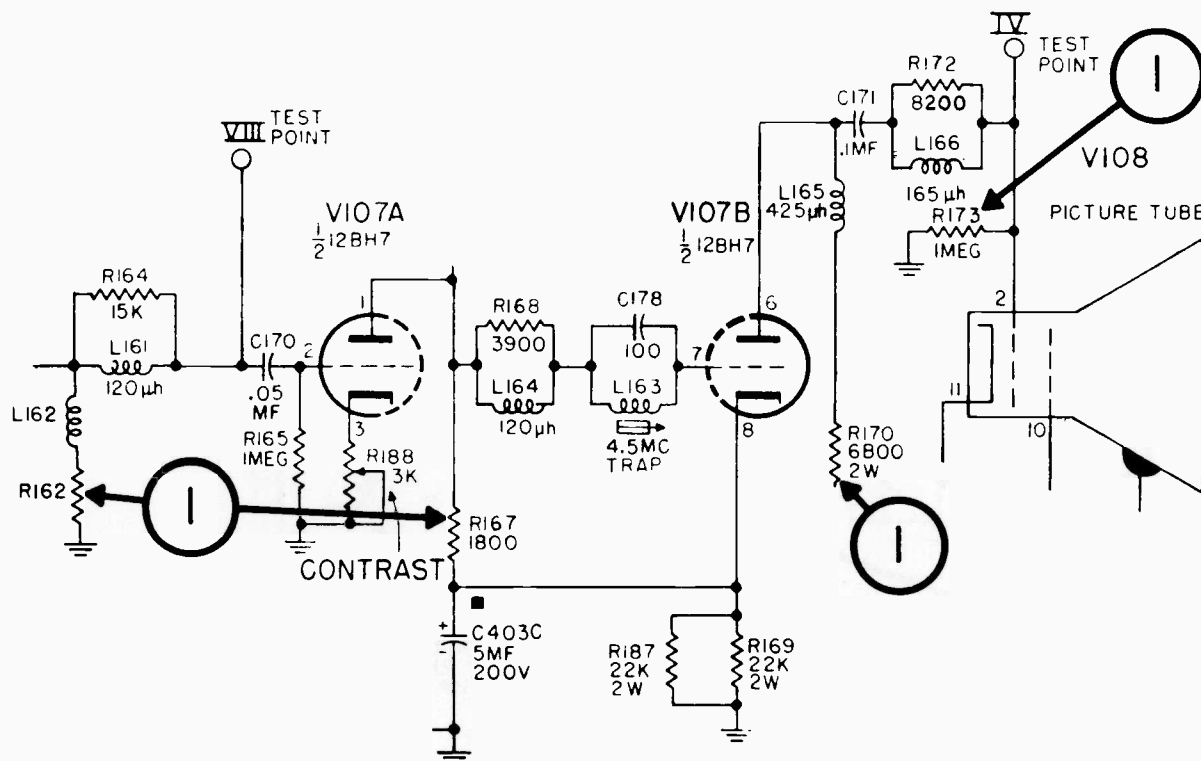 IV
TEST
POINT
R172
8200
I
C171
.1MF
L166
165µh
V108
PICTURE TUBE
R173
1MEG
VIII
TEST
POINT
L165
425µh
V107A
1/2 12BH7
V107B
1/2 12BH7
R164
15K
L161
120µh
C170
.05
MF
1
2
3
R168
3900
L164
120µh
C178
100
L163
4.5MC
TRAP
6
7
8
2
11
10
L162
R162
I
R165
1MEG
R188
3K
CONTRAST
R167
1800
R170
6800
2W
I
+
-
C403C
5MF
200V
R187
22K
2W
R169
22K
2W